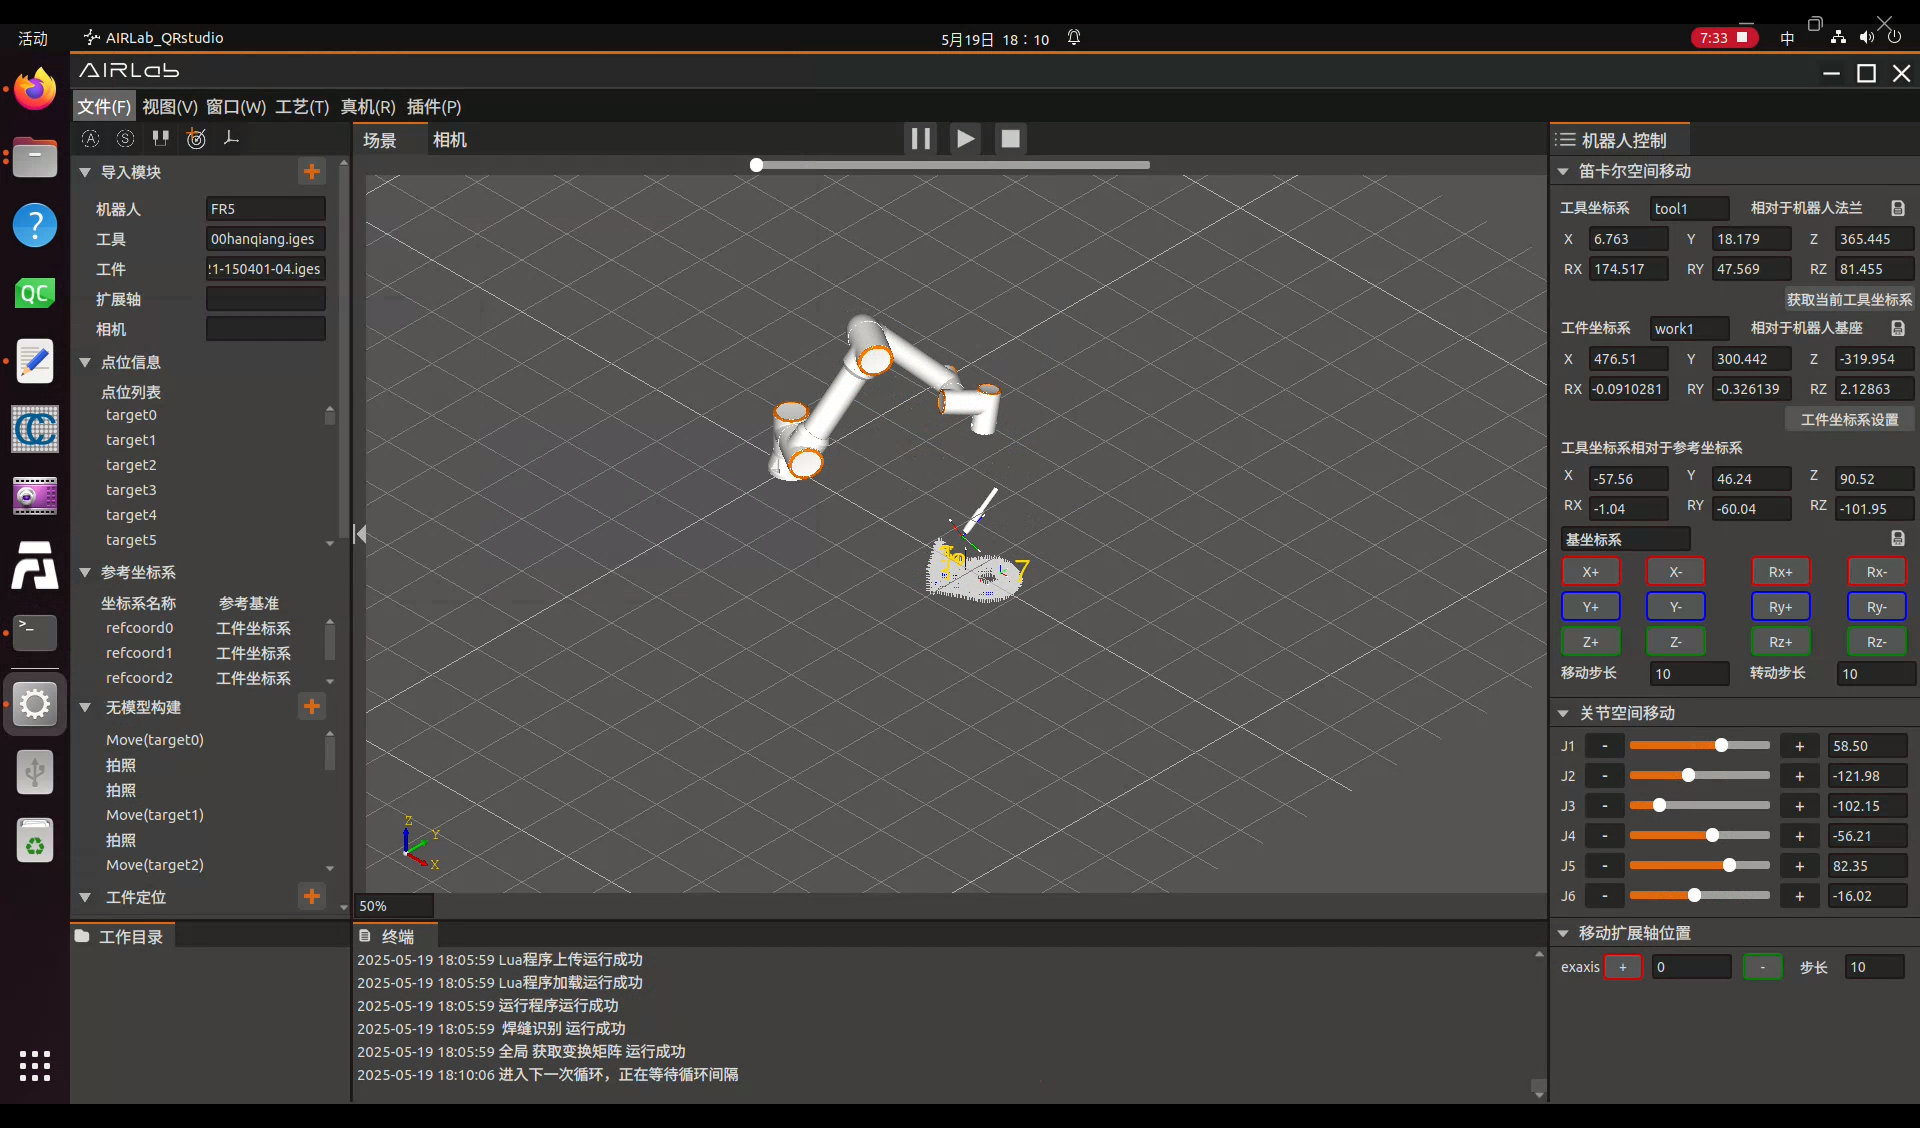 活动
AIRLab_QRstudio
5月19日 18：10
7:33
中
AIRLab
文件(F) 视图(V) 窗口(W) 工艺(T) 真机(R) 插件(P)
A S
场景 相机
导入模块
机器人 FR5
工具 00hanqiang.iges
工件 21-150401-04.iges
扩展轴
相机
点位信息
点位列表
target0
target1
target2
target3
target4
target5
参考坐标系
坐标系名称 参考基准
refcoord0 工件坐标系
refcoord1 工件坐标系
refcoord2 工件坐标系
无模型构建
Move(target0)
拍照
拍照
Move(target1)
拍照
Move(target2)
工件定位
工作目录
7
Z
Y
X
50%
终端
2025-05-19 18:05:59 Lua程序上传运行成功
2025-05-19 18:05:59 Lua程序加载运行成功
2025-05-19 18:05:59 运行程序运行成功
2025-05-19 18:05:59 焊缝识别 运行成功
2025-05-19 18:05:59 全局 获取变换矩阵 运行成功
2025-05-19 18:10:06 进入下一次循环，正在等待循环间隔
机器人控制
笛卡尔空间移动
工具坐标系 tool1 相对于机器人法兰
X 6.763 Y 18.179 Z 365.445
RX 174.517 RY 47.569 RZ 81.455
获取当前工具坐标系
工件坐标系 work1 相对于机器人基座
X 476.51 Y 300.442 Z -319.954
RX -0.0910281 RY -0.326139 RZ 2.12863
工件坐标系设置
工具坐标系相对于参考坐标系
X -57.56 Y 46.24 Z 90.52
RX -1.04 RY -60.04 RZ -101.95
基坐标系
X+ X- Rx+ Rx-
Y+ Y- Ry+ Ry-
Z+ Z- Rz+ Rz-
移动步长 10 转动步长 10
关节空间移动
J1 - + 58.50
J2 - + -121.98
J3 - + -102.15
J4 - + -56.21
J5 - + 82.35
J6 - + -16.02
移动扩展轴位置
exaxis + 0 - 步长 10
QC